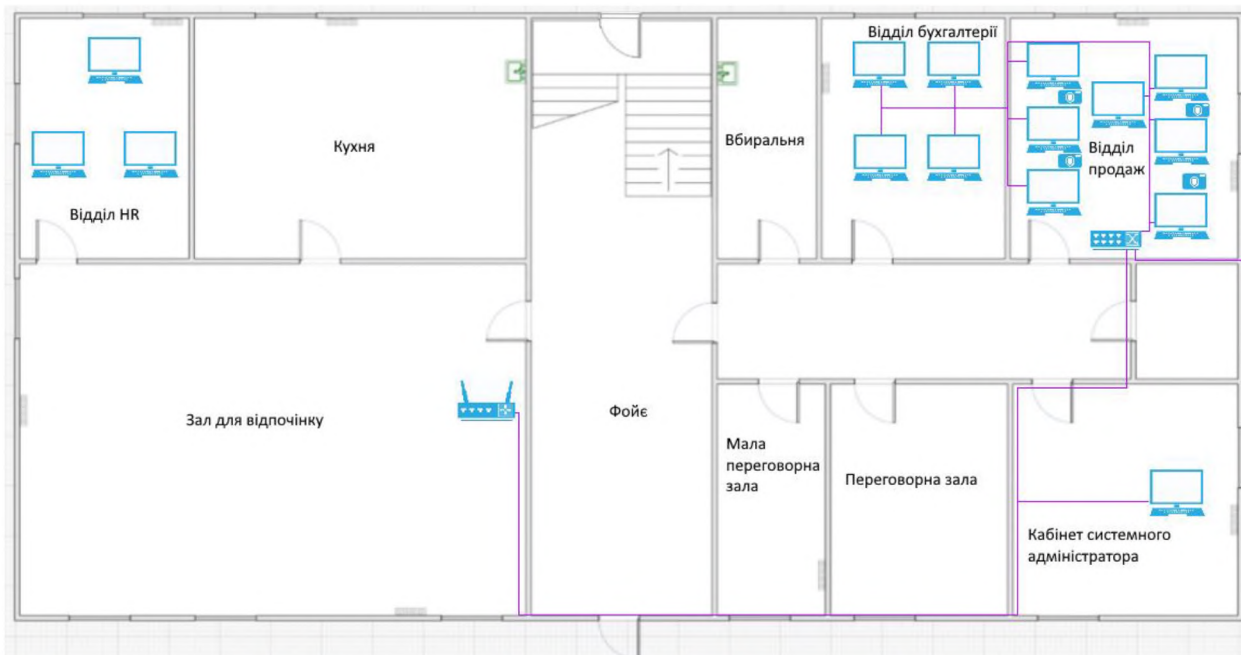 Відділ бухгалтерії
Кухня
Вбиральня
Відділ
продаж
Відділ HR
Зал для відпочінку
Фойє
Мала
переговорна
зала
Переговорна зала
Кабінет системного
адміністратора